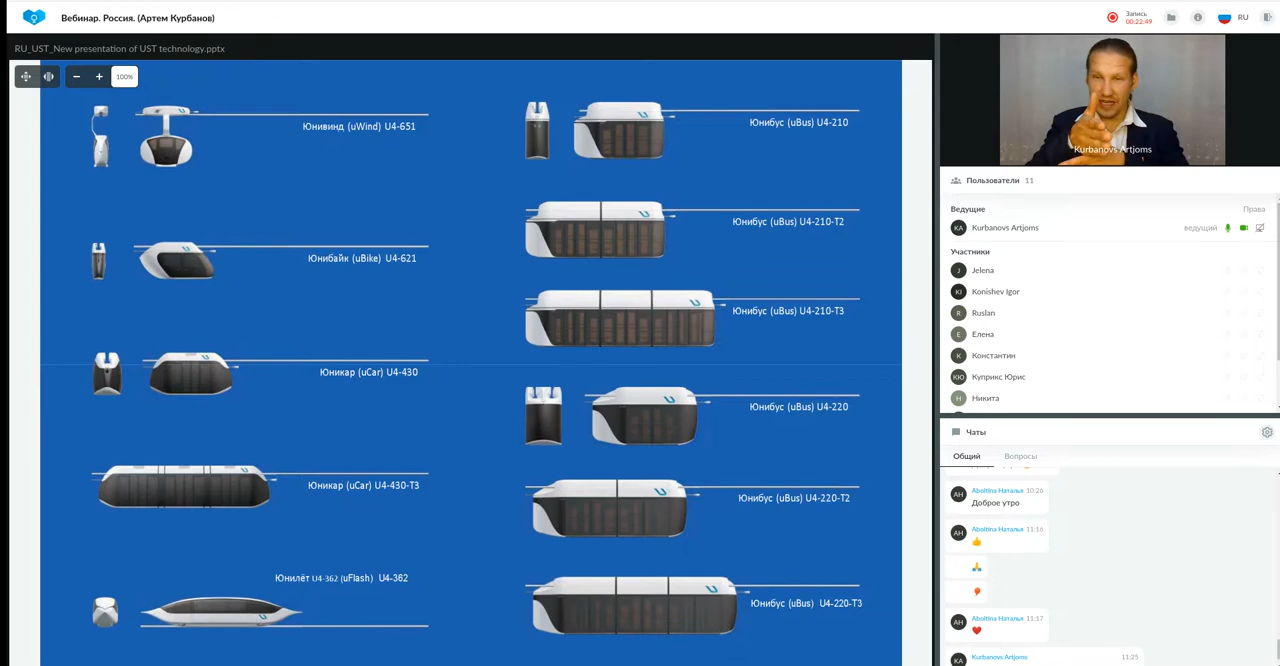 Вебинар. Россия. (Артем Курбанов)
Запись
00:22:49
RU
RU_UST_New presentation of UST technology.pptx
100%
Юнивинд (uWind) U4-651
Юнибайк (uBike) U4-621
Юникар (uCar) U4-430
Юникар (uCar) U4-430-T3
Юнилёт U4-362 (uFlash) U4-362
Юнибус (uBus) U4-210
Юнибус (uBus) U4-210-T2
Юнибус (uBus) U4-210-T3
Юнибус (uBus) U4-220
Юнибус (uBus) U4-220-T2
Юнибус (uBus) U4-220-T3
Kurbanovs Artjoms
Пользователи 11
Ведущие Права
KA Kurbanovs Artjoms ведущий
Участники
J Jelena
KI Konishev Igor
R Ruslan
Е Елена
К Константин
КЮ Куприкс Юрис
Н Никита
Чаты
Общий Вопросы
AH Aboltina Наталья 10:26
Доброе утро
AH Aboltina Наталья 11:16
👍
🙏
🎈
AH Aboltina Наталья 11:17
❤️
KA Kurbanovs Artjoms 11:25